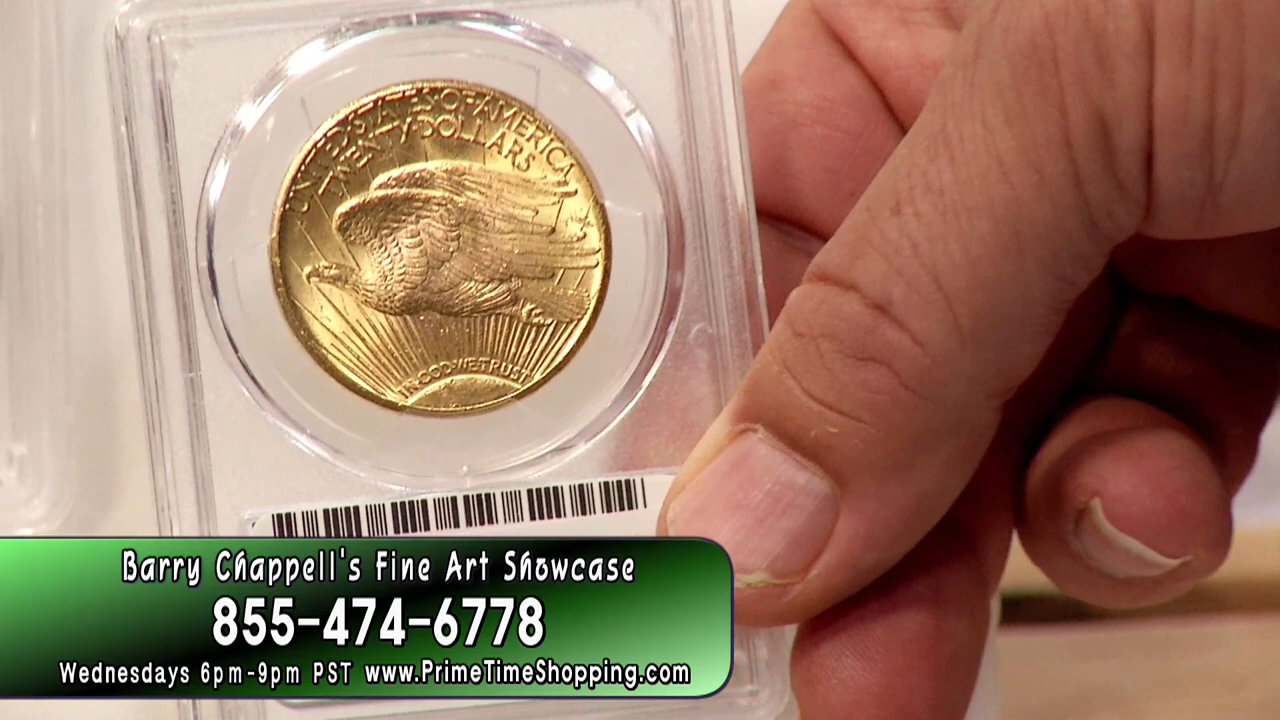 UNITED·STATES·OF·AMERICA
TWENTY·DOLLARS
IN·GOD·WE·TRUST
Barry Chappell's Fine Art Showcase
855-474-6778
Wednesdays 6pm-9pm PST www.PrimeTimeShopping.com